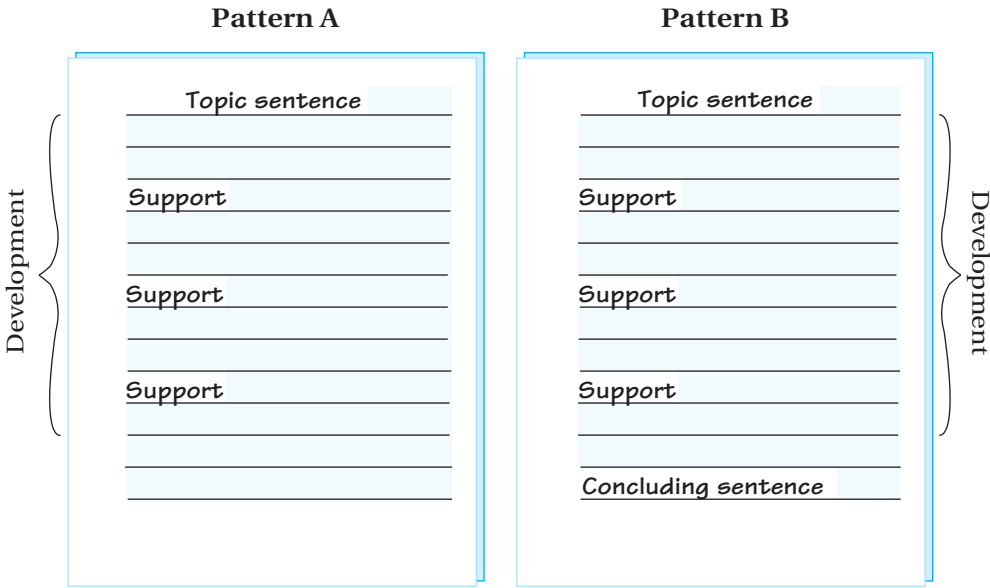 Pattern A
Topic sentence
Support
Support
Support
Development
Pattern B
Topic sentence
Support
Support
Support
Concluding sentence
Development